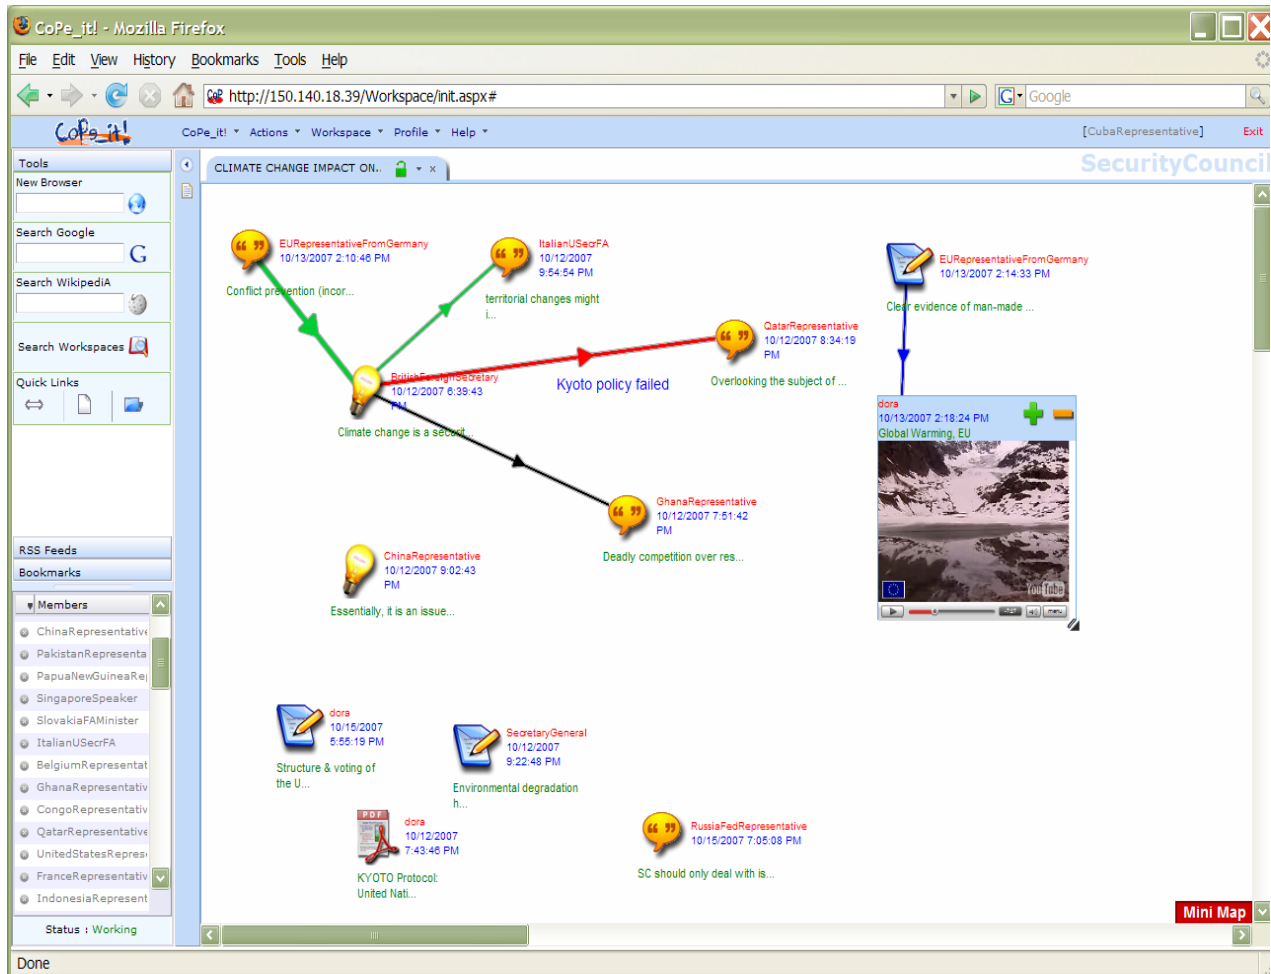 CoPe_it! - Mozilla Firefox
File Edit View History Bookmarks Tools Help
http://150.140.18.39/Workspace/init.aspx#
G Google
CoPe_it!
CoPe_it! Actions Workspace Profile Help
[CubaRepresentative] Exit
Tools
New Browser
Search Google
G
Search WikipediA
Search Workspaces
Quick Links
RSS Feeds
Bookmarks
Members
ChinaRepresentative
PakistanRepresenta
PapuaNewGuineaRe
SingaporeSpeaker
SlovakiaFAMinister
ItalianUSecrFA
BelgiumRepresentat
GhanaRepresentativ
CongoRepresentativ
QatarRepresentative
UnitedStatesRepres
FranceRepresentativ
IndonesiaRepresent
Status : Working
Done
CLIMATE CHANGE IMPACT ON.. x
SecurityCouncil
EURepresentativeFromGermany
10/13/2007 2:10:46 PM
Conflict prevention (incor...
ItalianUSecrFA
10/12/2007
9:54:54 PM
territorial changes might
i...
EURepresentativeFromGermany
10/13/2007 2:14:33 PM
Clear evidence of man-made ...
QatarRepresentative
10/12/2007 8:34:19
PM
Overlooking the subject of ...
Kyoto policy failed
BritishForeignSecretary
10/12/2007 6:39:43
PM
Climate change is a securit...
dora
10/13/2007 2:18:24 PM
Global Warming, EU
YouTube
menu
GhanaRepresentative
10/12/2007 7:51:42
PM
Deadly competition over res...
ChinaRepresentative
10/12/2007 9:02:43
PM
Essentially, it is an issue...
dora
10/15/2007
5:55:19 PM
Structure & voting of
the U...
SecretaryGeneral
10/12/2007
9:22:48 PM
Environmental degradation
h...
PDF
dora
10/12/2007
7:43:46 PM
KYOTO Protocol:
United Nati...
RussiaFedRepresentative
10/15/2007 7:05:08 PM
SC should only deal with is...
Mini Map